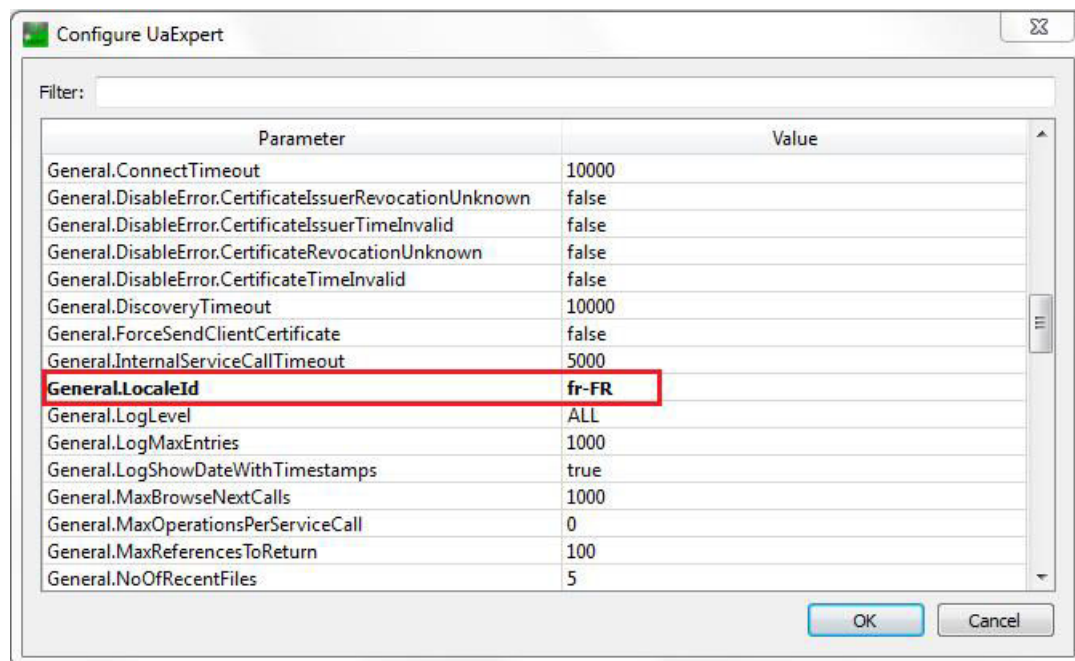 Configure UaExpert
Filter:
Parameter Value
General.ConnectTimeout 10000
General.DisableError.CertificateIssuerRevocationUnknown false
General.DisableError.CertificateIssuerTimeInvalid false
General.DisableError.CertificateRevocationUnknown false
General.DisableError.CertificateTimeInvalid false
General.DiscoveryTimeout 10000
General.ForceSendClientCertificate false
General.InternalServiceCallTimeout 5000
General.LocaleId fr-FR
General.LogLevel ALL
General.LogMaxEntries 1000
General.LogShowDateWithTimestamps true
General.MaxBrowseNextCalls 1000
General.MaxOperationsPerServiceCall 0
General.MaxReferencesToReturn 100
General.NoOfRecentFiles 5
OK Cancel